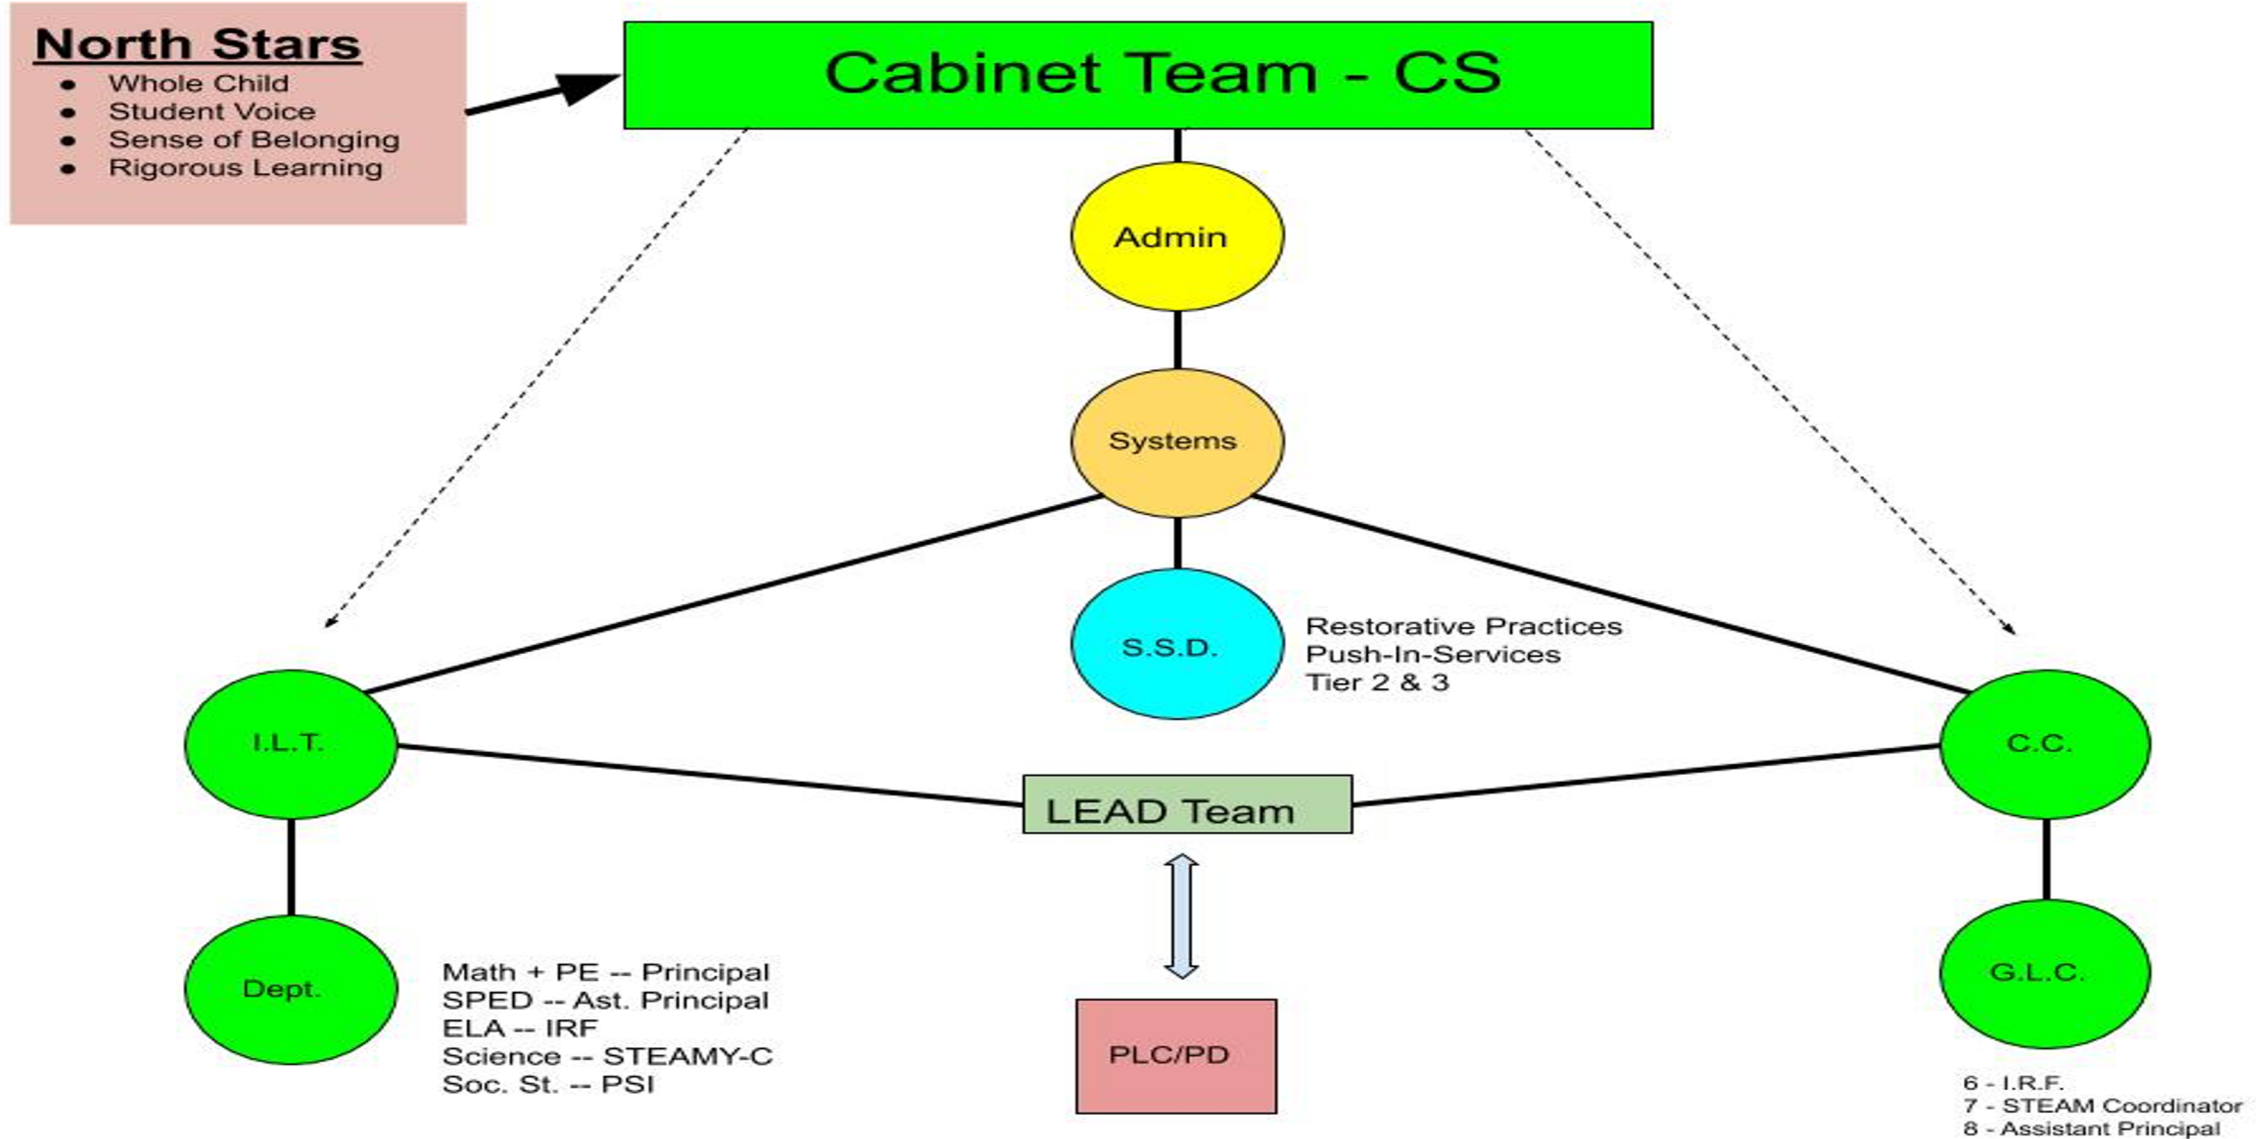 North Stars
● Whole Child
● Student Voice
● Sense of Belonging
● Rigorous Learning
Cabinet Team - CS
Admin
Systems
S.S.D.
Restorative Practices
Push-In-Services
Tier 2 & 3
I.L.T.
C.C.
LEAD Team
Dept.
Math + PE -- Principal
SPED -- Ast. Principal
ELA -- IRF
Science -- STEAMY-C
Soc. St. -- PSI
PLC/PD
G.L.C.
6 - I.R.F.
7 - STEAM Coordinator
8 - Assistant Principal